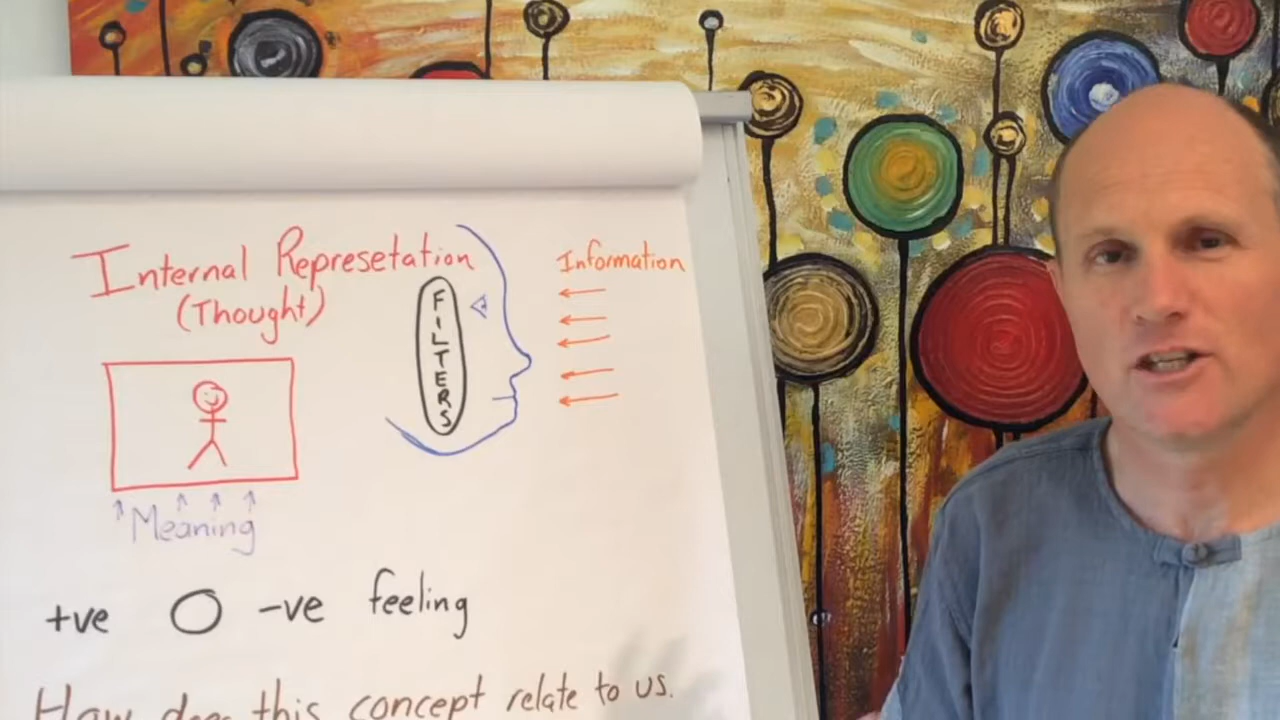 Internal Represetation
(Thought)
Information
FILTERS
Meaning
+ve O -ve feeling
How does this concept relate to us.